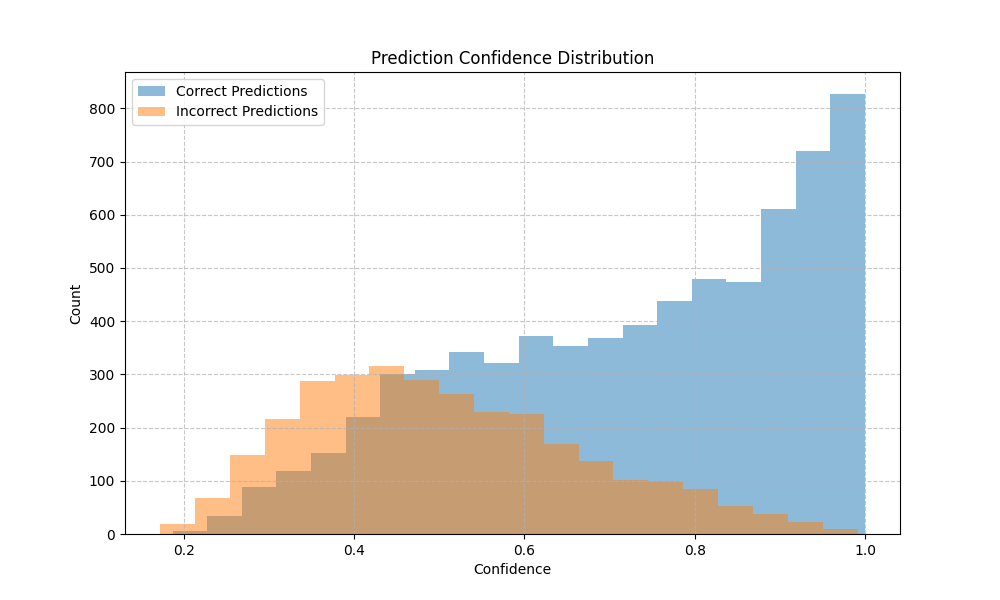 Prediction Confidence Distribution
Correct Predictions
Incorrect Predictions
800
700
600
500
400
300
200
100
0
Count
0.2 0.4 0.6 0.8 1.0
Confidence